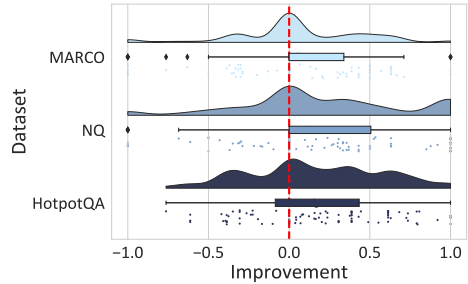 Dataset
MARCO
NQ
HotpotQA
−1.0 −0.5 0.0 0.5 1.0
Improvement